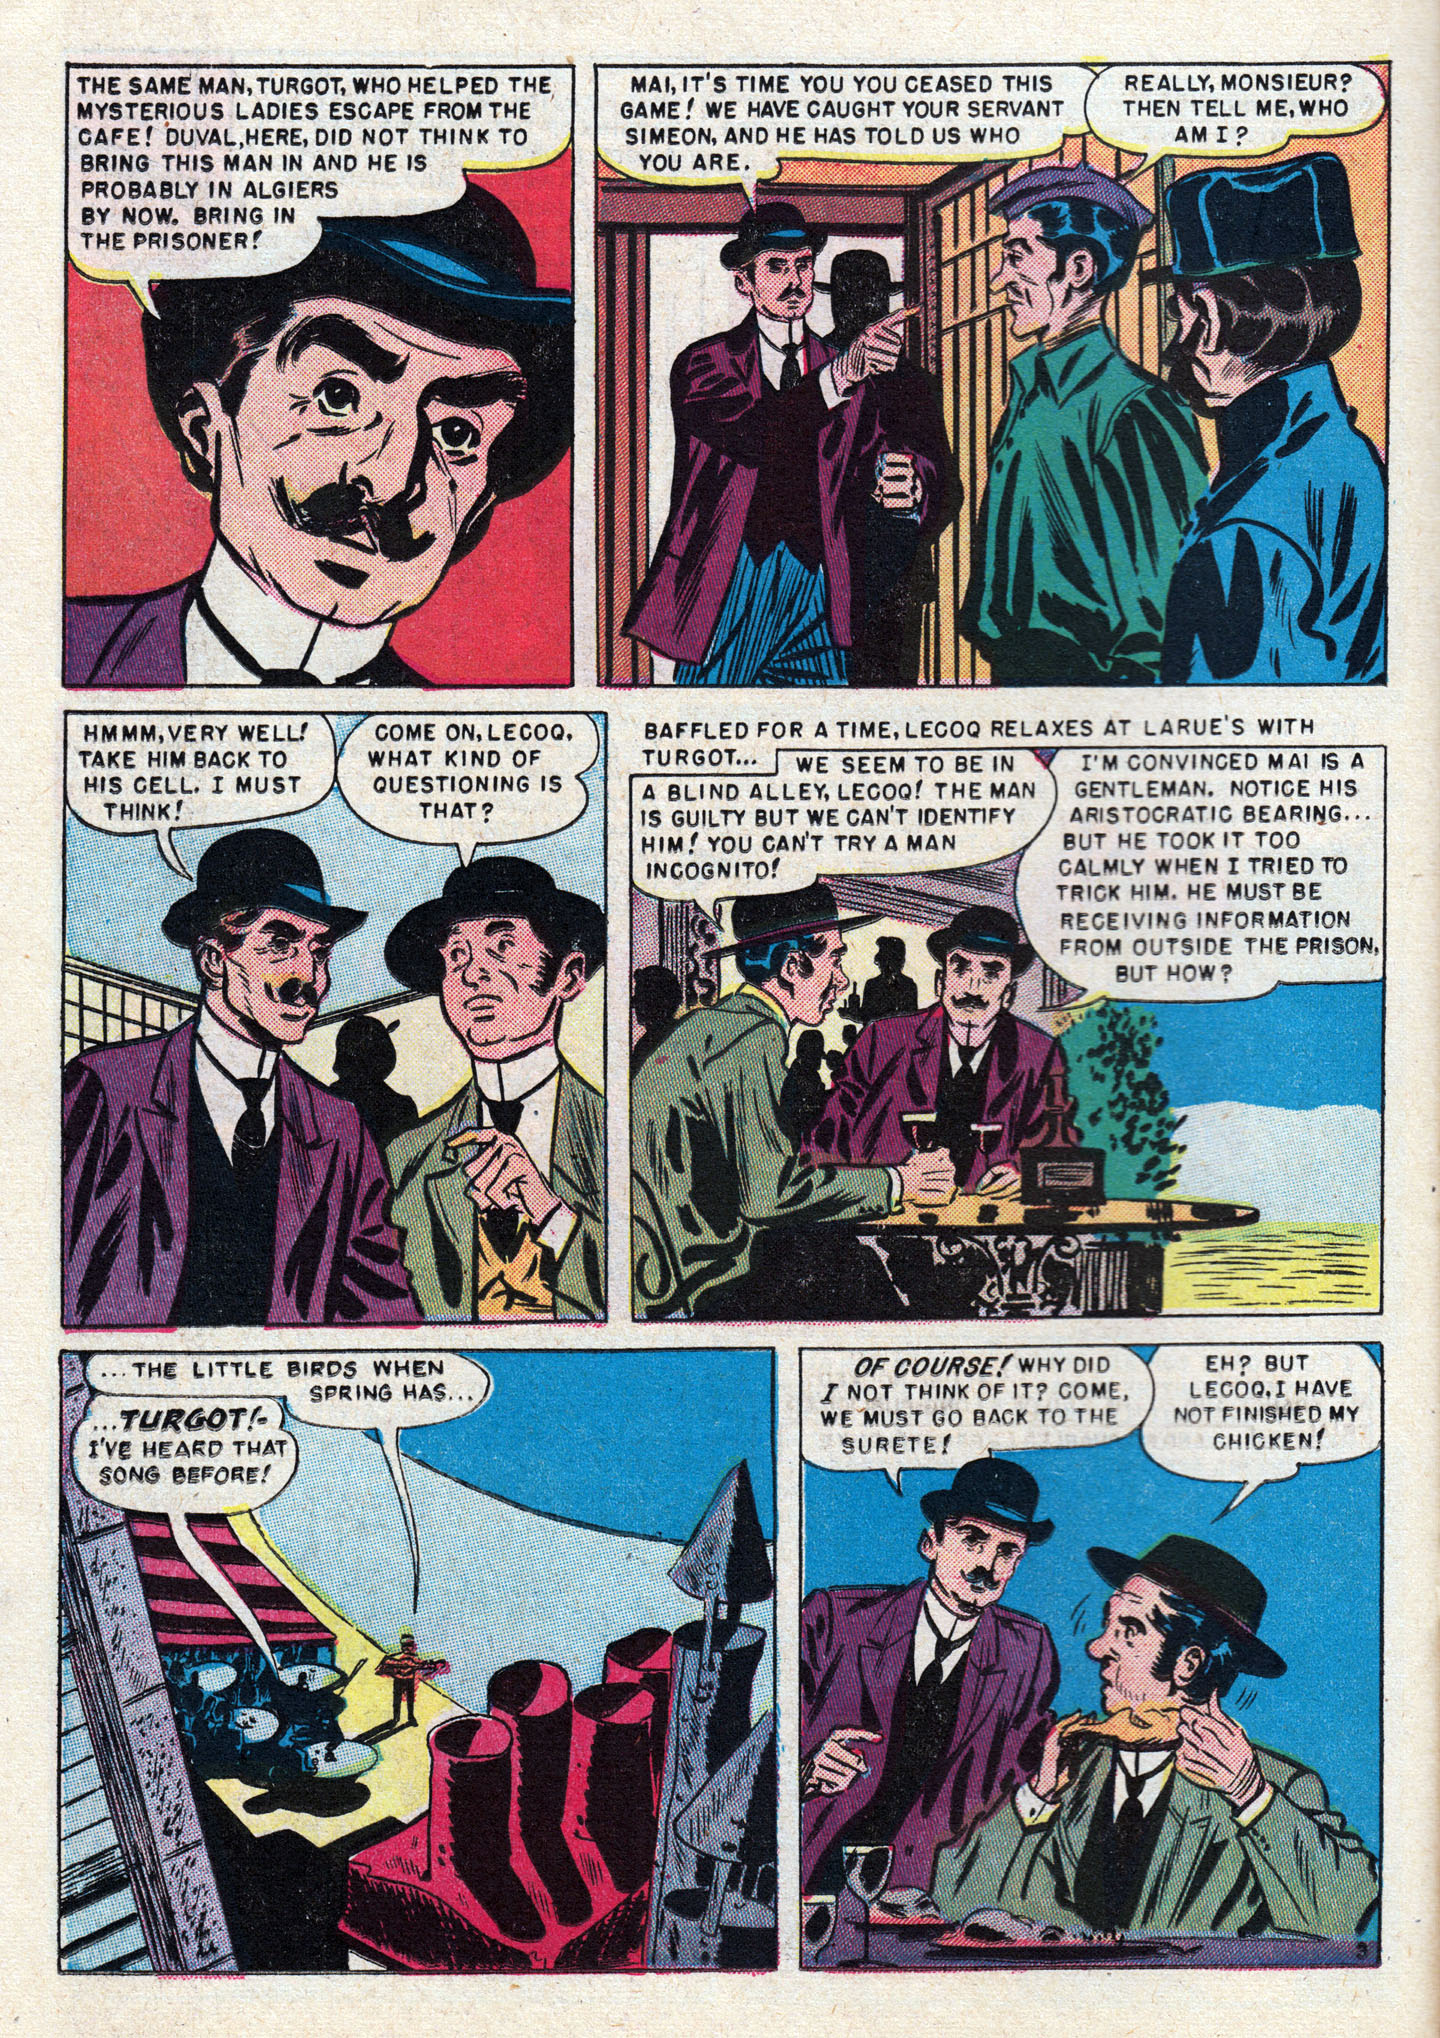 THE SAME MAN, TURGOT, WHO HELPED THE
MYSTERIOUS LADIES ESCAPE FROM THE
CAFE! DUVAL, HERE, DID NOT THINK TO
BRING THIS MAN IN AND HE IS
PROBABLY IN ALGIERS
BY NOW. BRING IN
THE PRISONER!
MAI, IT'S TIME YOU YOU CEASED THIS
GAME! WE HAVE CAUGHT YOUR SERVANT
SIMEON, AND HE HAS TOLD US WHO
YOU ARE.
REALLY, MONSIEUR?
THEN TELL ME, WHO
AM I?
HMMM, VERY WELL!
TAKE HIM BACK TO
HIS CELL. I MUST
THINK!
COME ON, LECOQ,
WHAT KIND OF
QUESTIONING IS
THAT?
BAFFLED FOR A TIME, LECOQ RELAXES AT LARUE'S WITH
TURGOT...
WE SEEM TO BE IN
A BLIND ALLEY, LECOQ! THE MAN
IS GUILTY BUT WE CAN'T IDENTIFY
HIM! YOU CAN'T TRY A MAN
INCOGNITO!
I'M CONVINCED MAI IS A
GENTLEMAN. NOTICE HIS
ARISTOCRATIC BEARING...
BUT HE TOOK IT TOO
CALMLY WHEN I TRIED TO
TRICK HIM. HE MUST BE
RECEIVING INFORMATION
FROM OUTSIDE THE PRISON,
BUT HOW?
...THE LITTLE BIRDS WHEN
SPRING HAS...
...TURGOT!-
I'VE HEARD THAT
SONG BEFORE!
OF COURSE! WHY DID
I NOT THINK OF IT? COME,
WE MUST GO BACK TO THE
SURETE!
EH? BUT
LECOQ, I HAVE
NOT FINISHED MY
CHICKEN!
3